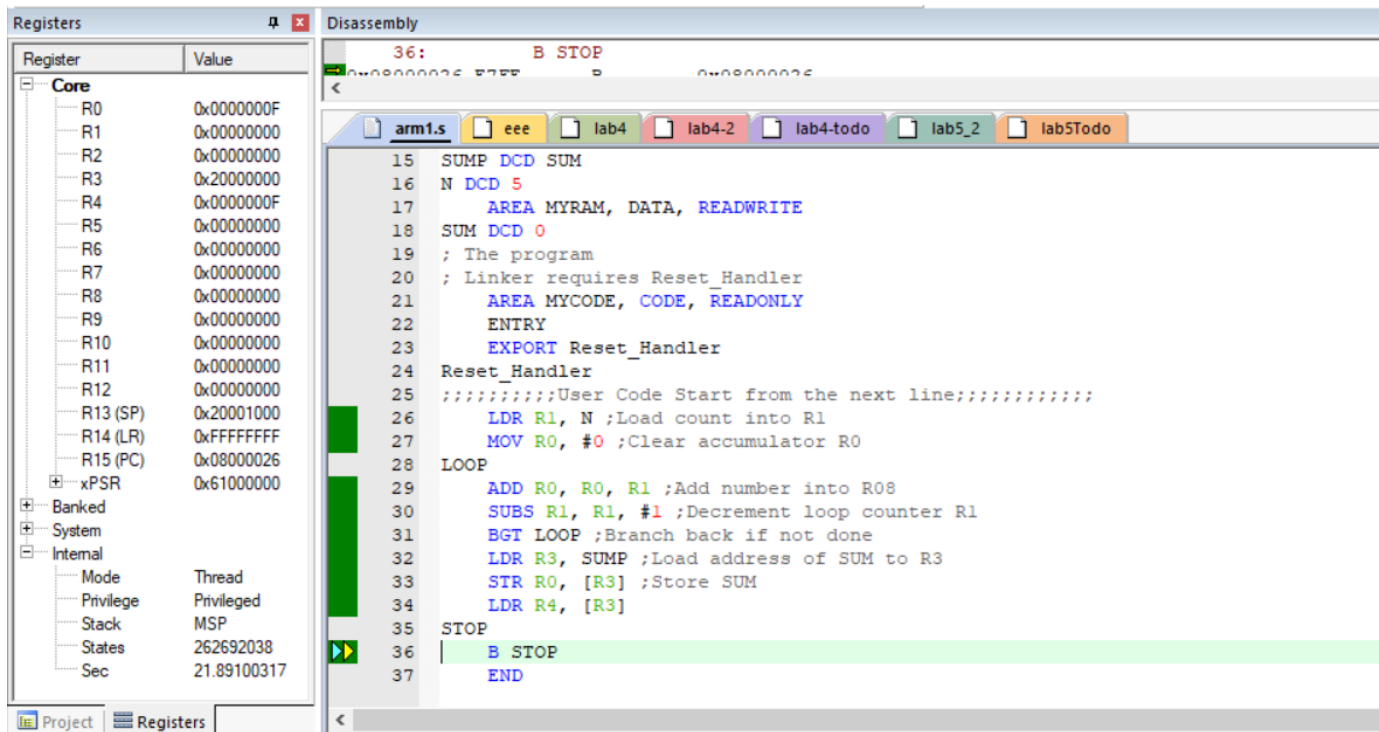 Registers
Register Value
Core
R0 0x0000000F
R1 0x00000000
R2 0x00000000
R3 0x20000000
R4 0x0000000F
R5 0x00000000
R6 0x00000000
R7 0x00000000
R8 0x00000000
R9 0x00000000
R10 0x00000000
R11 0x00000000
R12 0x00000000
R13 (SP) 0x20001000
R14 (LR) 0xFFFFFFFF
R15 (PC) 0x08000026
xPSR 0x61000000
Banked
System
Internal
Mode Thread
Privilege Privileged
Stack MSP
States 262692038
Sec 21.89100317
Project Registers
Disassembly
36: B STOP
0x08000026 E7FE B 0x08000026
arm1.s eee lab4 lab4-2 lab4-todo lab5_2 lab5Todo
15 SUMP DCD SUM
16 N DCD 5
17 AREA MYRAM, DATA, READWRITE
18 SUM DCD 0
19 ; The program
20 ; Linker requires Reset_Handler
21 AREA MYCODE, CODE, READONLY
22 ENTRY
23 EXPORT Reset_Handler
24 Reset_Handler
25 ;;;;;;;;;;User Code Start from the next line;;;;;;;;;;;;
26 LDR R1, N ;Load count into R1
27 MOV R0, #0 ;Clear accumulator R0
28 LOOP
29 ADD R0, R0, R1 ;Add number into R08
30 SUBS R1, R1, #1 ;Decrement loop counter R1
31 BGT LOOP ;Branch back if not done
32 LDR R3, SUMP ;Load address of SUM to R3
33 STR R0, [R3] ;Store SUM
34 LDR R4, [R3]
35 STOP
36 B STOP
37 END